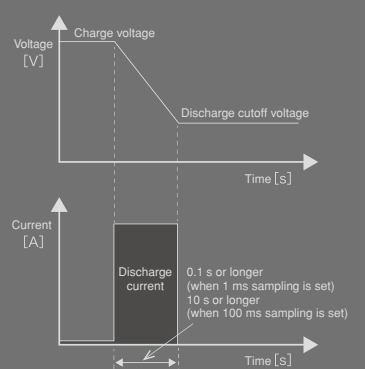 Charge voltage
Voltage
[V]
Discharge cutoff voltage
Time [s]
Current
[A]
Discharge
current
0.1 s or longer
(when 1 ms sampling is set)
10 s or longer
(when 100 ms sampling is set)
Time [s]